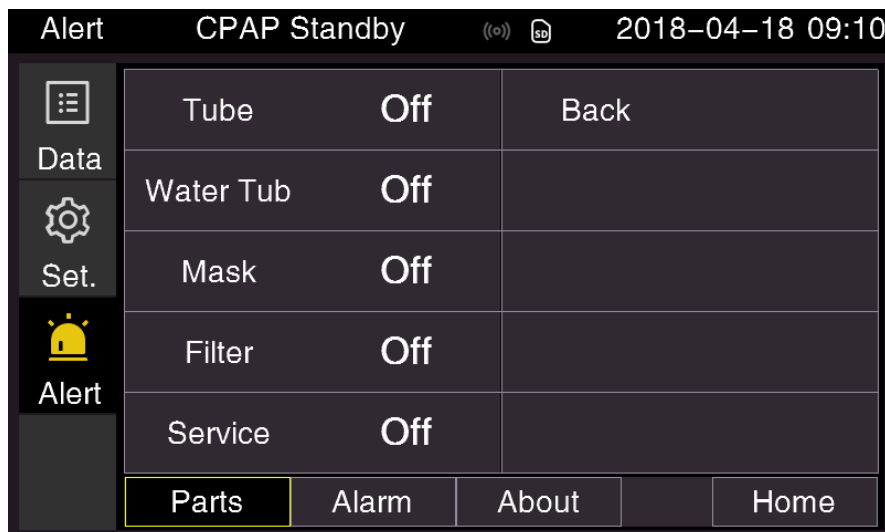 Alert CPAP Standby ((o)) SD 2018-04-18 09:10
Data
Set.
Alert
Tube Off Back
Water Tub Off
Mask Off
Filter Off
Service Off
Parts Alarm About Home